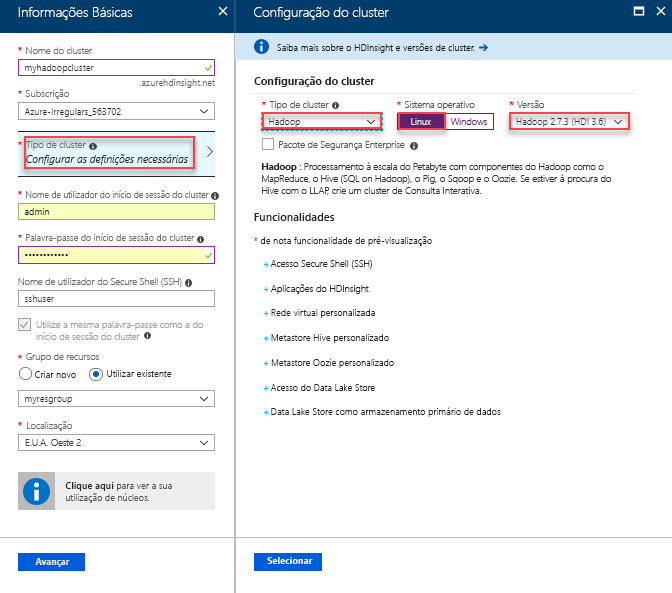 Informações Básicas
* Nome do cluster
myhadoopcluster
.azurehdinsight.net
* Subscrição
Azure-Irregulars_563702
* Tipo de cluster
Configurar as definições necessárias
* Nome de utilizador do início de sessão do cluster
admin
* Palavra-passe do início de sessão do cluster
••••••••••••
Nome de utilizador do Secure Shell (SSH)
sshuser
Utilize a mesma palavra-passe como a do
início de sessão do cluster
* Grupo de recursos
Criar novo Utilizar existente
myresgroup
* Localização
E.U.A. Oeste 2
Clique aqui para ver a sua
utilização de núcleos.
Avançar
Configuração do cluster
Saiba mais sobre o HDInsight e versões de cluster. →
Configuração do cluster
* Tipo de cluster * Sistema operativo * Versão
Hadoop Linux Windows Hadoop 2.7.3 (HDI 3.6)
Pacote de Segurança Enterprise
Hadoop : Processamento à escala do Petabyte com componentes do Hadoop como o
MapReduce, o Hive (SQL on Hadoop), o Pig, o Sqoop e o Oozie. Se estiver à procura do
Hive com o LLAP, crie um cluster de Consulta Interativa.
Funcionalidades
* de nota funcionalidade de pré-visualização
+ Acesso Secure Shell (SSH)
+ Aplicações do HDInsight
+ Rede virtual personalizada
+ Metastore Hive personalizado
+ Metastore Oozie personalizado
+ Acesso do Data Lake Store
+ Data Lake Store como armazenamento primário de dados
Selecionar